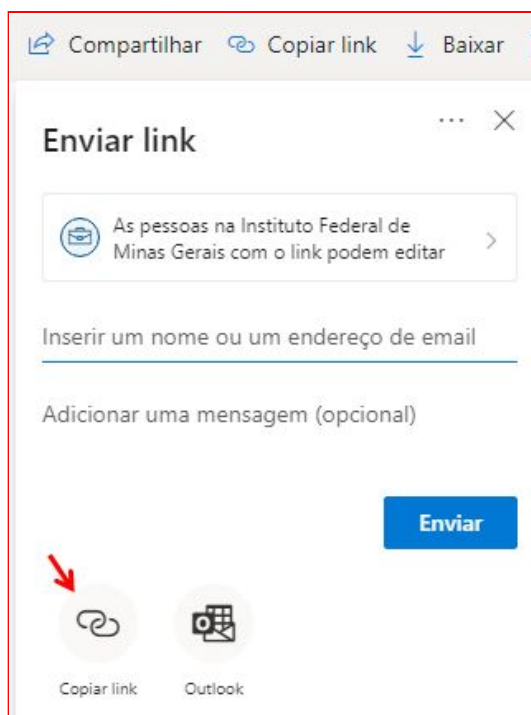 Compartilhar Copiar link Baixar
Enviar link
As pessoas na Instituto Federal de
Minas Gerais com o link podem editar
Inserir um nome ou um endereço de email
Adicionar uma mensagem (opcional)
Enviar
Copiar link Outlook